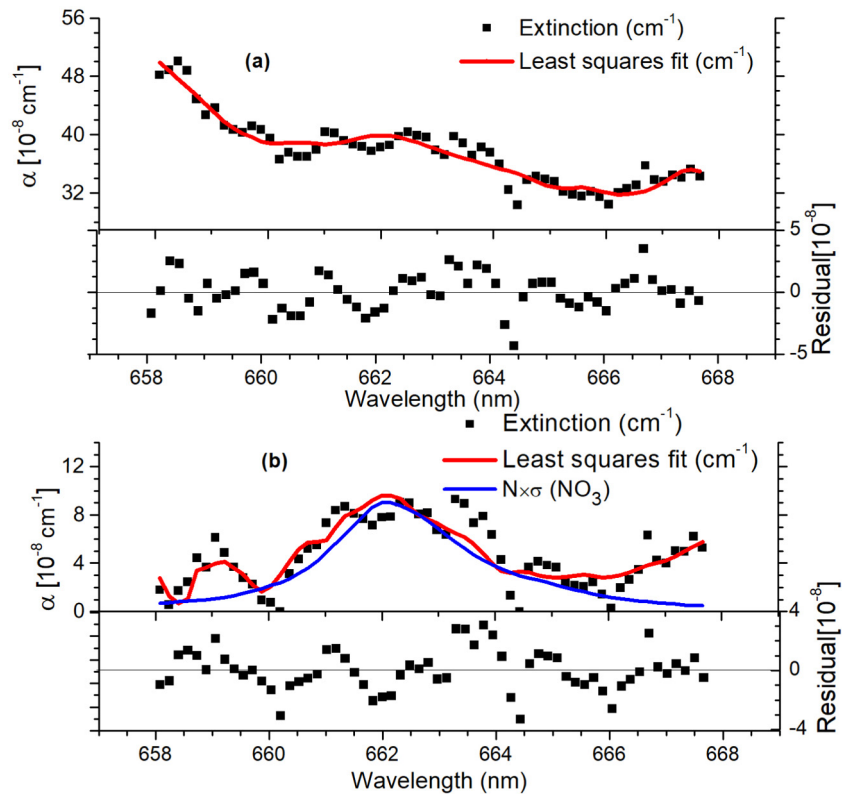 56
48
40
32
α [10⁻⁸ cm⁻¹]
(a)
Extinction (cm⁻¹)
Least squares fit (cm⁻¹)
5
0
-5
Residual[10⁻⁸]
658 660 662 664 666 668
Wavelength (nm)
12
8
4
0
α [10⁻⁸ cm⁻¹]
(b)
Extinction (cm⁻¹)
Least squares fit (cm⁻¹)
N×σ (NO₃)
4
0
-4
Residual[10⁻⁸]
658 660 662 664 666 668
Wavelength (nm)